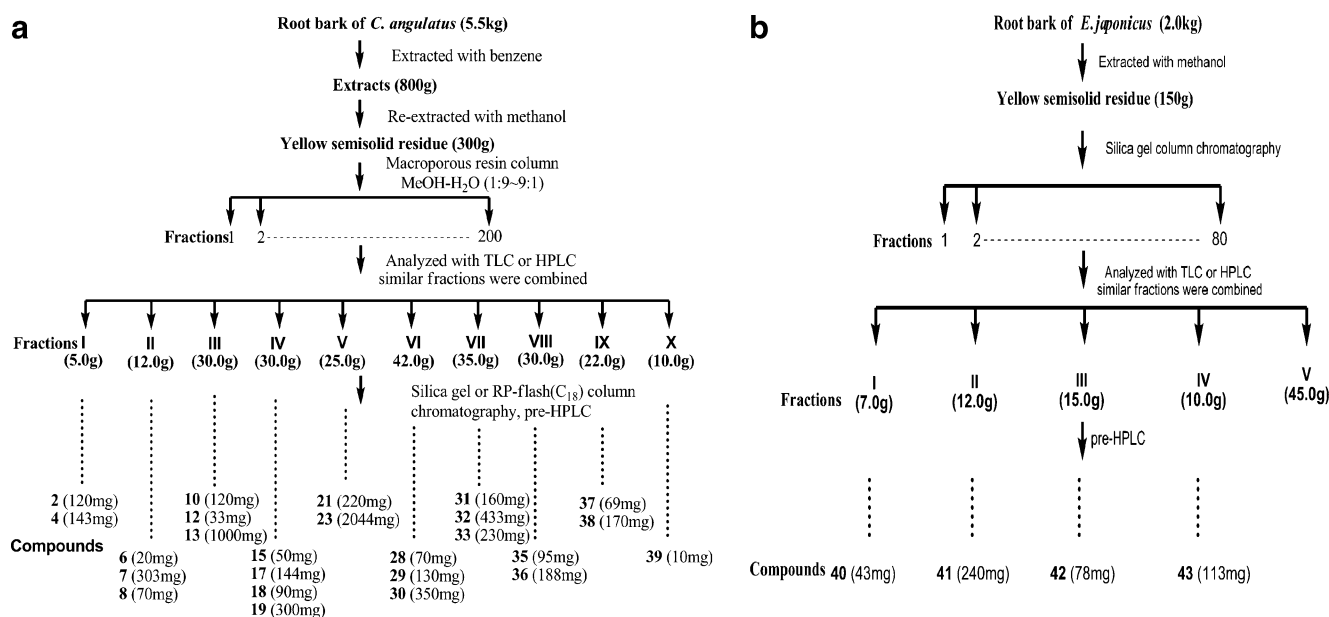 a
Root bark of C. angulatus (5.5kg)
Extracted with benzene
Extracts (800g)
Re-extracted with methanol
Yellow semisolid residue (300g)
Macroporous resin column
MeOH-H2O (1:9~9:1)
Fractions 1 2 200
Analyzed with TLC or HPLC
similar fractions were combined
Fractions I II III IV V VI VII VIII IX X
(5.0g) (12.0g) (30.0g) (30.0g) (25.0g) 42.0g) (35.0g) (30.0g) (22.0g) (10.0g)
Silica gel or RP-flash(C18) column
chromatography, pre-HPLC
2 (120mg) 10 (120mg) 21 (220mg) 31 (160mg) 37 (69mg)
4 (143mg) 12 (33mg) 23 (2044mg) 32 (433mg) 38 (170mg)
13 (1000mg) 33 (230mg)
Compounds
6 (20mg) 15 (50mg) 28 (70mg) 35 (95mg) 39 (10mg)
7 (303mg) 17 (144mg) 29 (130mg) 36 (188mg)
8 (70mg) 18 (90mg) 30 (350mg)
19 (300mg)
b
Root bark of E.japonicus (2.0kg)
Extracted with methanol
Yellow semisolid residue (150g)
Silica gel column chromatography
Fractions 1 2 80
Analyzed with TLC or HPLC
similar fractions were combined
I II III IV V
Fractions (7.0g) (12.0g) (15.0g) (10.0g) (45.0g)
pre-HPLC
Compounds 40 (43mg) 41 (240mg) 42 (78mg) 43 (113mg)